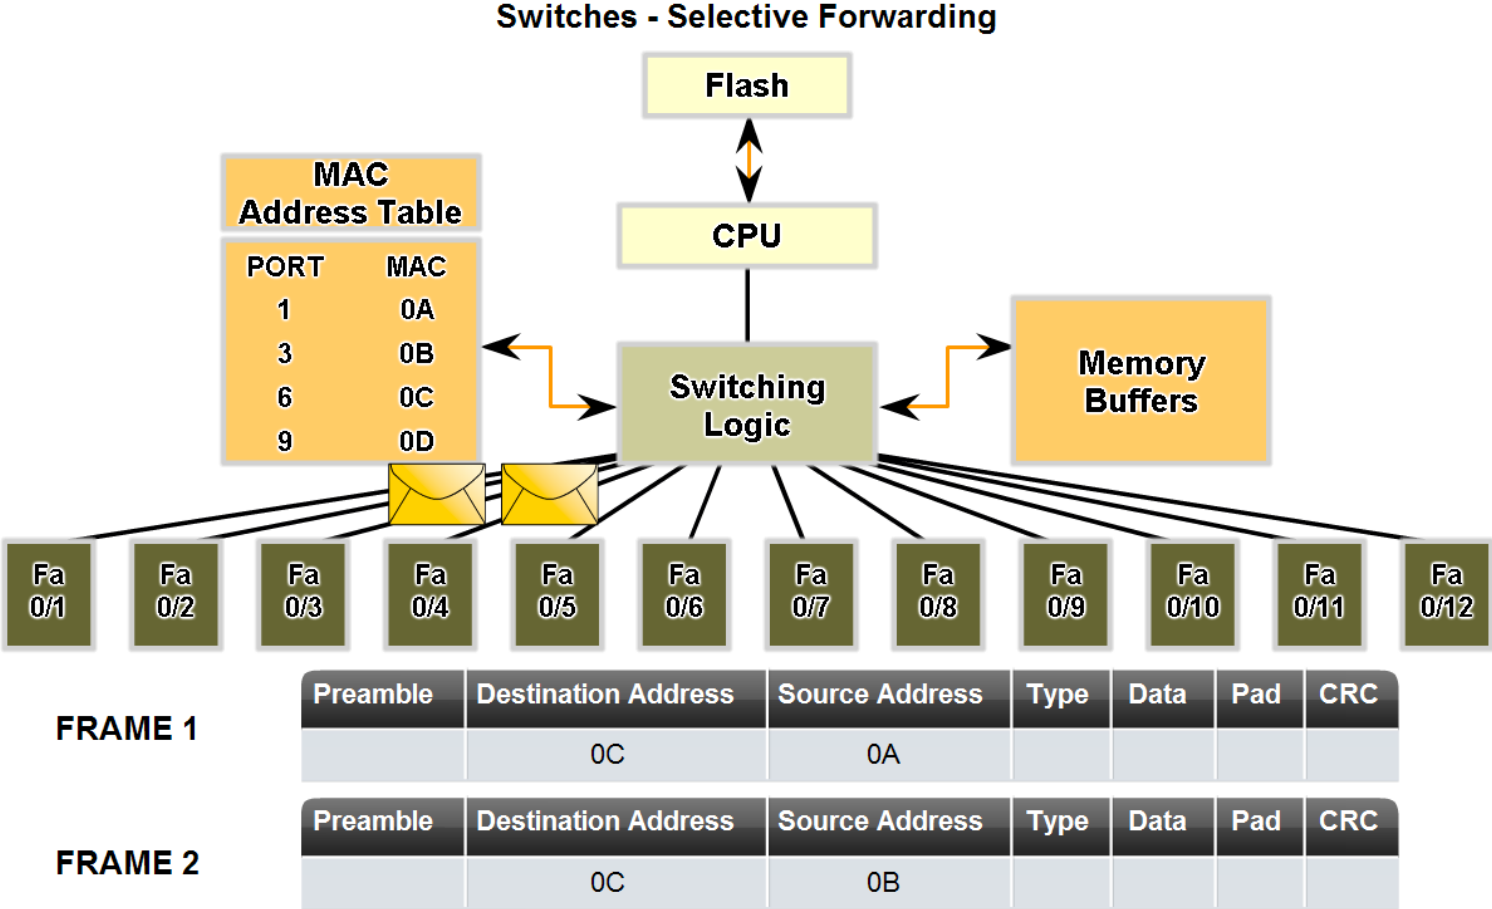 Switches - Selective Forwarding
Flash
MAC
Address Table
CPU
PORT MAC
1 0A
3 0B
6 0C
9 0D
Switching
Logic
Memory
Buffers
Fa
0/1
Fa
0/2
Fa
0/3
Fa
0/4
Fa
0/5
Fa
0/6
Fa
0/7
Fa
0/8
Fa
0/9
Fa
0/10
Fa
0/11
Fa
0/12
FRAME 1
Preamble Destination Address Source Address Type Data Pad CRC
0C 0A
FRAME 2
Preamble Destination Address Source Address Type Data Pad CRC
0C 0B